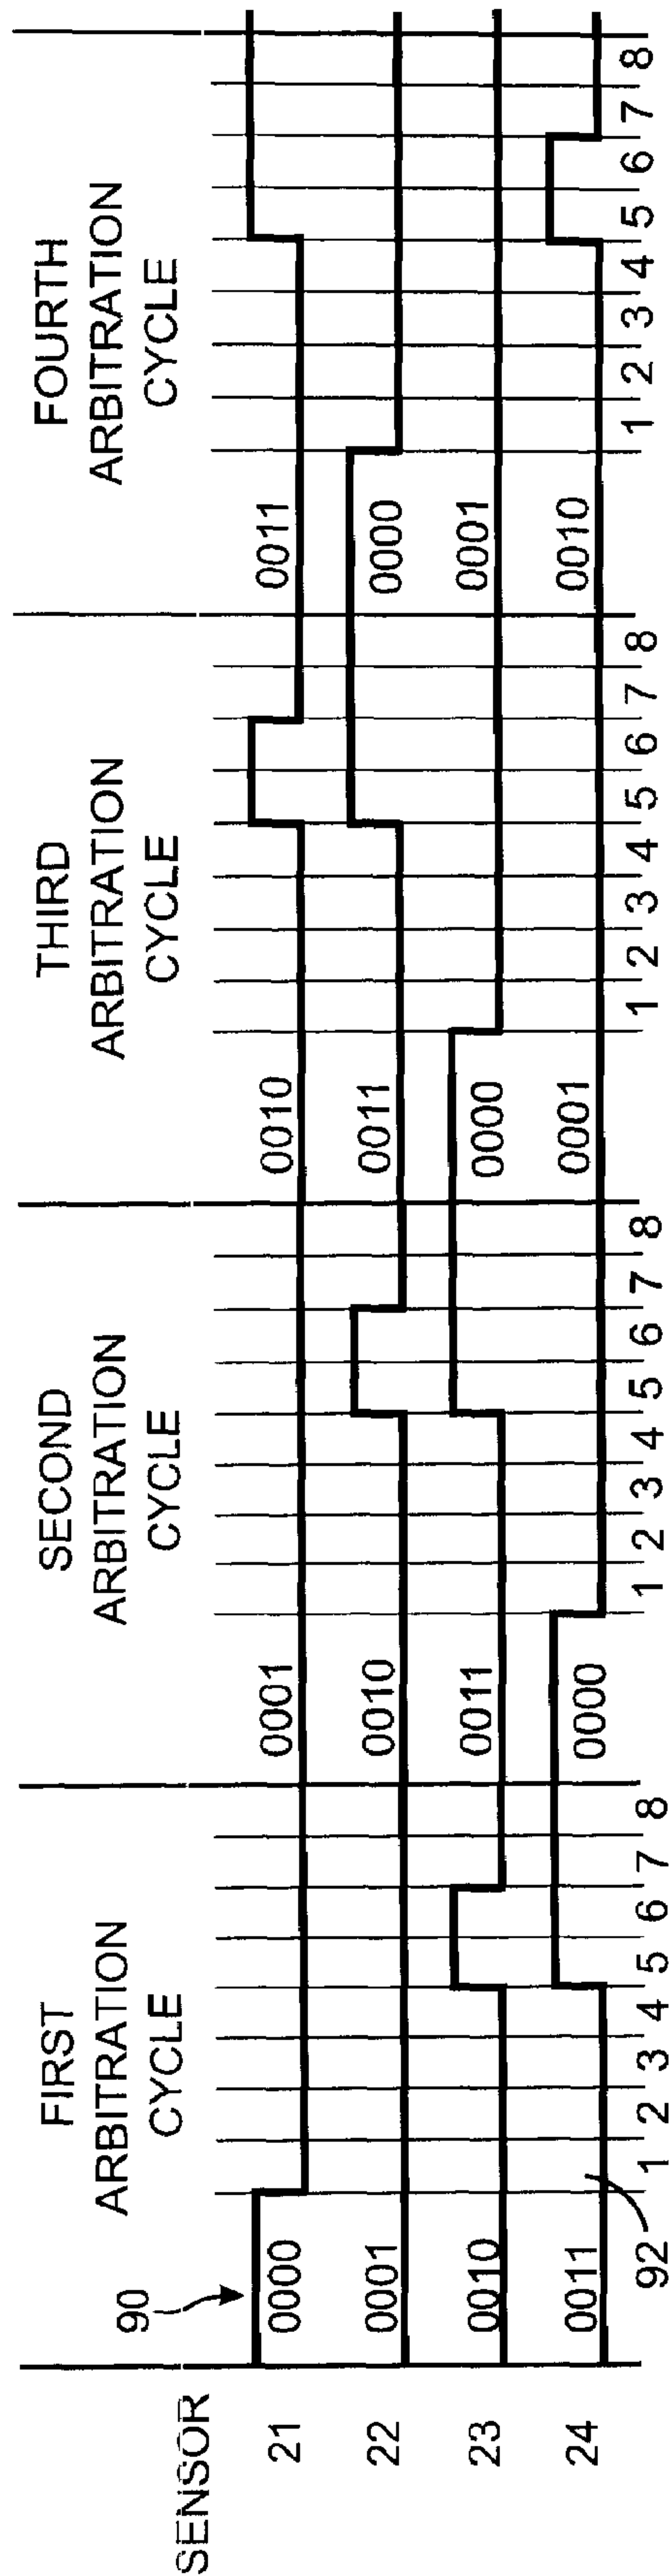 FIRST
ARBITRATION
CYCLE
SECOND
ARBITRATION
CYCLE
THIRD
ARBITRATION
CYCLE
FOURTH
ARBITRATION
CYCLE
SENSOR
90
21 0000 0001 0010 0011
22 0001 0010 0011 0000
23 0010 0011 0000 0001
24 0011 0000 0001 0010
92
1 2 3 4 5 6 7 8 1 2 3 4 5 6 7 8 1 2 3 4 5 6 7 8 1 2 3 4 5 6 7 8